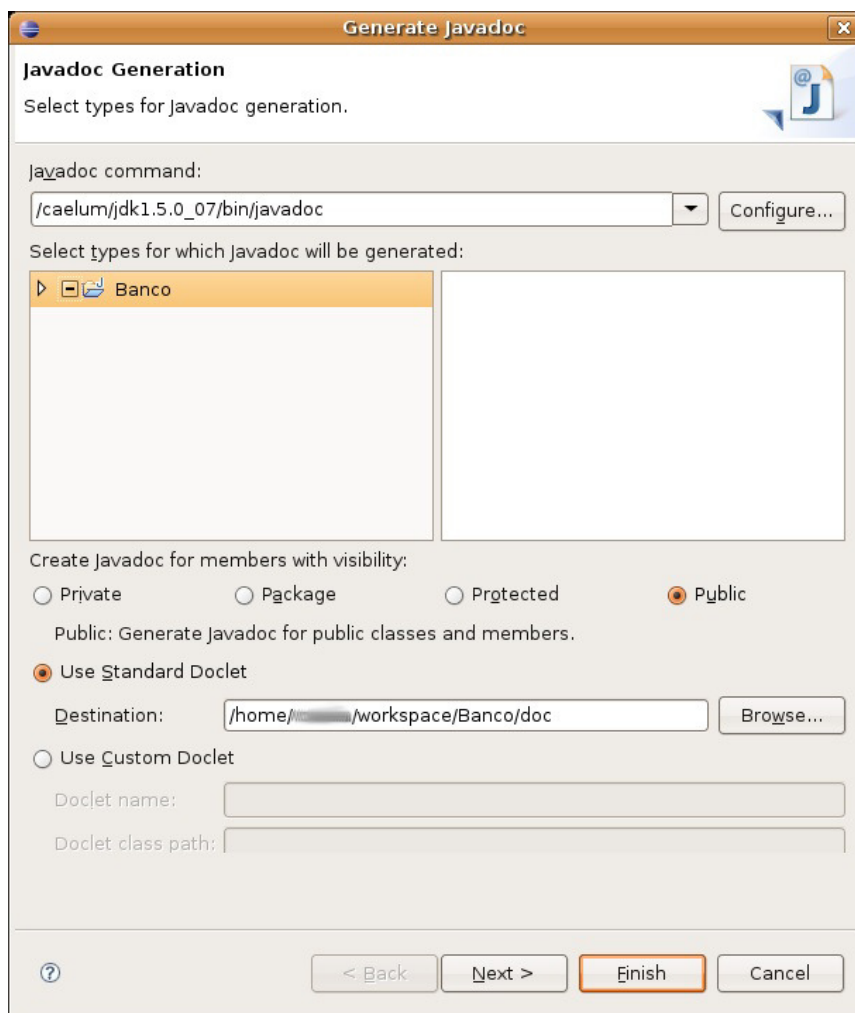 Generate Javadoc
Javadoc Generation
Select types for Javadoc generation.
@
J
Javadoc command:
/caelum/jdk1.5.0_07/bin/javadoc
Configure...
Select types for which Javadoc will be generated:
Banco
Create Javadoc for members with visibility:
Private Package Protected Public
Public: Generate Javadoc for public classes and members.
Use Standard Doclet
Destination: /home/ /workspace/Banco/doc Browse...
Use Custom Doclet
Doclet name:
Doclet class path:
? < Back Next > Finish Cancel